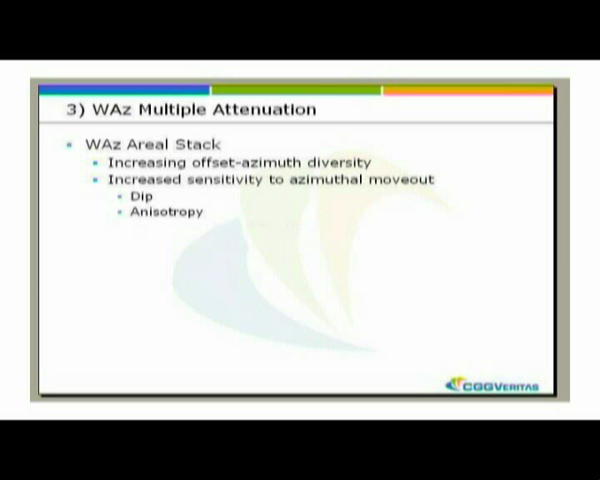 3) WAz Multiple Attenuation
WAz Areal Stack
Increasing offset-azimuth diversity
Increased sensitivity to azimuthal moveout
Dip
Anisotropy
CGGVERITAS